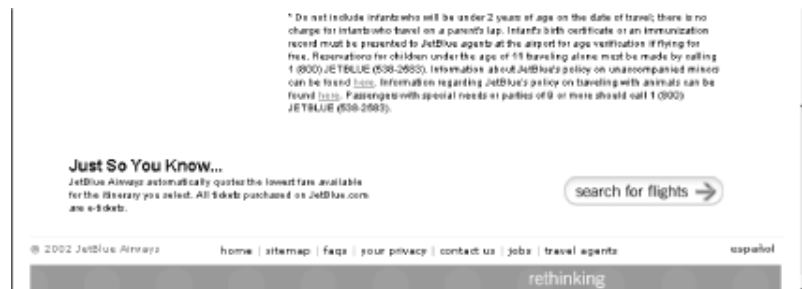 * Do not include infants who will be under 2 years of age on the date of travel; there is no
charge for infants who travel on a parent's lap. Infant's birth certificate or an immunization
record must be presented to JetBlue agents at the airport for age verification if flying for
free. Reservations for children under the age of 11 traveling alone must be made by calling
1 (800) JETBLUE (538-2583). Information about JetBlue's policy on unaccompanied minors
can be found here. Information regarding JetBlue's policy on traveling with animals can be
found here. Passengers with special needs or parties of 9 or more should call 1 (800)
JETBLUE (538-2583).
Just So You Know...
JetBlue Airways automatically quotes the lowest fare available
for the itinerary you select. All tickets purchased on JetBlue.com
are e-tickets.
search for flights
© 2002 JetBlue Airways home | sitemap | faqs | your privacy | contact us | jobs | travel agents español
rethinking